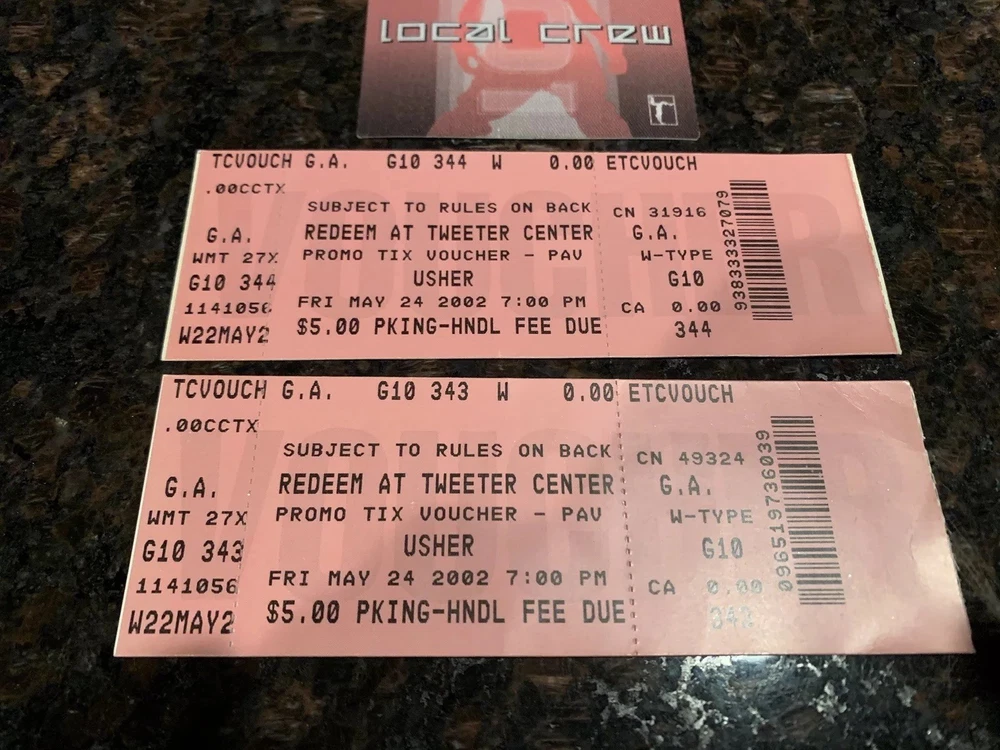 local crew
TCVOUCH G.A. G10 344 W 0.00 ETCVOUCH
.00CCTX
SUBJECT TO RULES ON BACK CN 31916
G.A. REDEEM AT TWEETER CENTER G.A.
WMT 27X PROMO TIX VOUCHER - PAV W-TYPE
G10 344 USHER G10
1141056 FRI MAY 24 2002 7:00 PM CA 0.00
W22MAY2 $5.00 PKING-HNDL FEE DUE 344
938333327079
TCVOUCH G.A. G10 343 W 0.00 ETCVOUCH
.00CCTX
SUBJECT TO RULES ON BACK CN 49324
G.A. REDEEM AT TWEETER CENTER G.A.
WMT 27X PROMO TIX VOUCHER - PAV W-TYPE
G10 343 USHER G10
1141056 FRI MAY 24 2002 7:00 PM CA 0.00
W22MAY2 $5.00 PKING-HNDL FEE DUE 343
096519736039
VOUCHER
VOUCHER